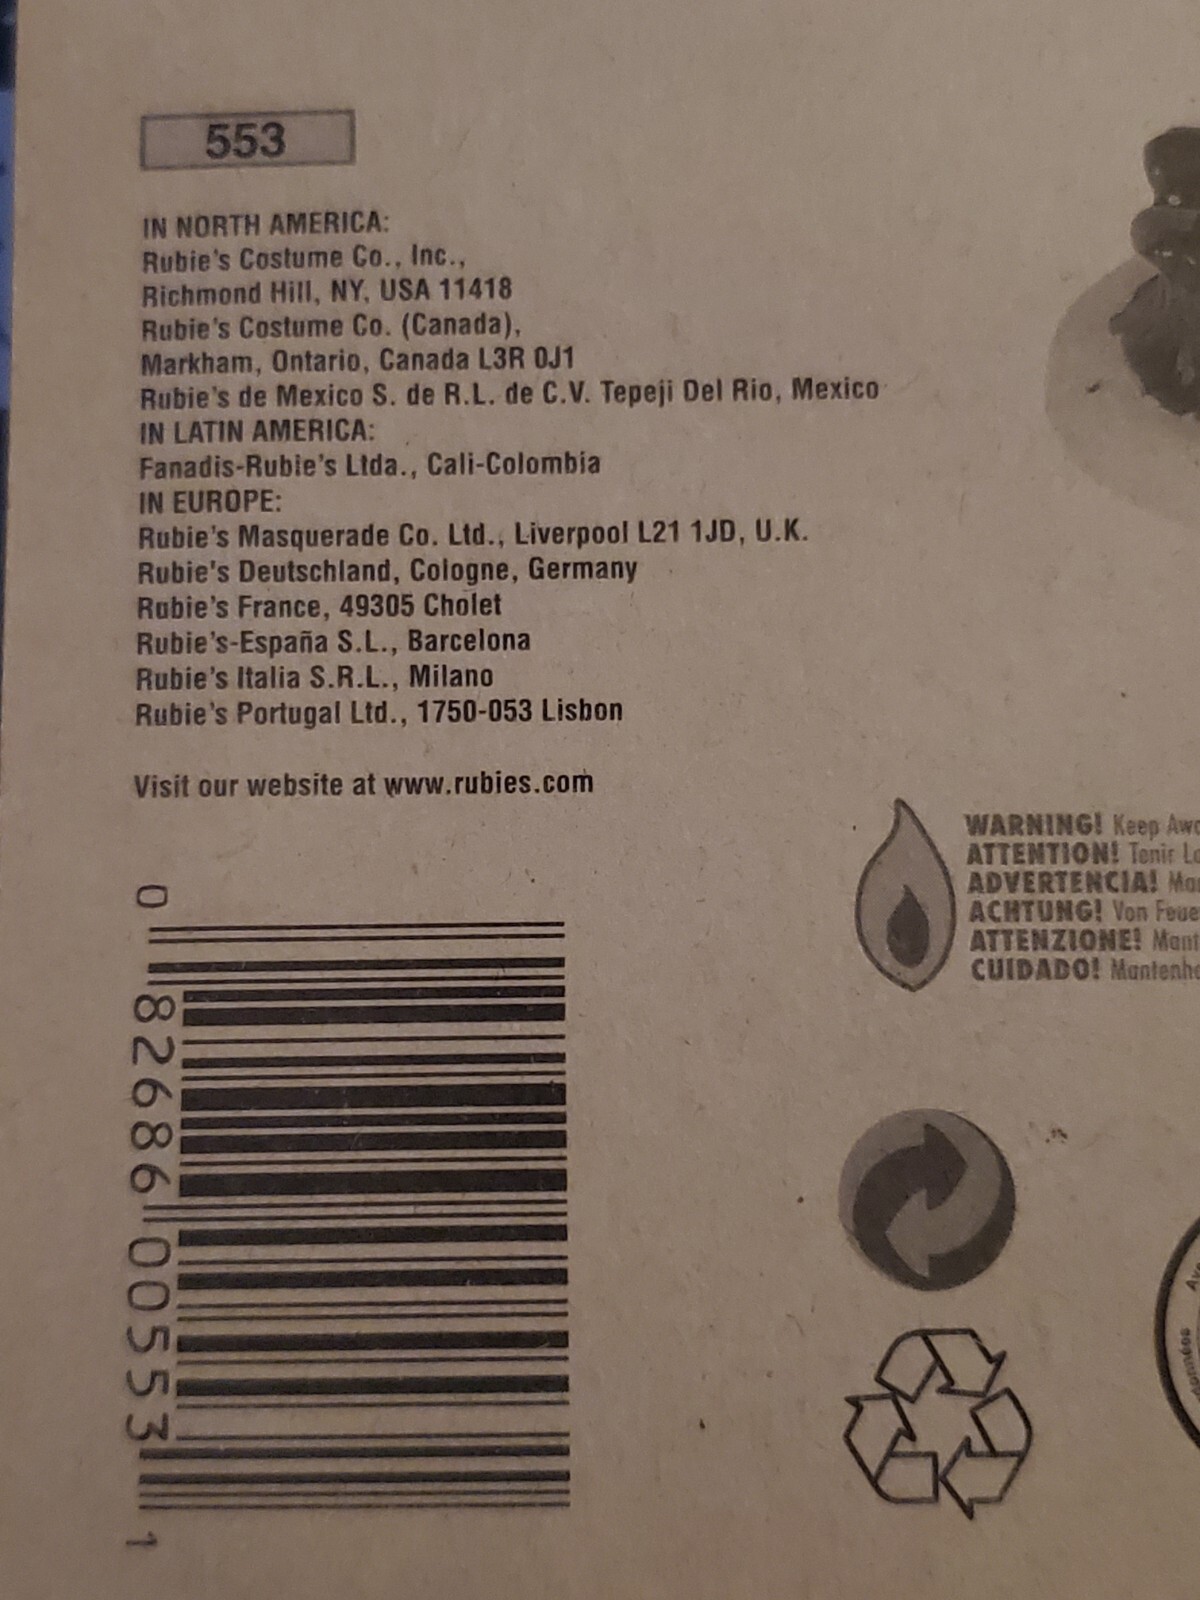 553
IN NORTH AMERICA:
Rubie's Costume Co., Inc.,
Richmond Hill, NY, USA 11418
Rubie's Costume Co. (Canada),
Markham, Ontario, Canada L3R 0J1
Rubie's de Mexico S. de R.L. de C.V. Tepeji Del Rio, Mexico
IN LATIN AMERICA:
Fanadis-Rubie's Ltda., Cali-Colombia
IN EUROPE:
Rubie's Masquerade Co. Ltd., Liverpool L21 1JD, U.K.
Rubie's Deutschland, Cologne, Germany
Rubie's France, 49305 Cholet
Rubie's-España S.L., Barcelona
Rubie's Italia S.R.L., Milano
Rubie's Portugal Ltd., 1750-053 Lisbon
Visit our website at www.rubies.com
WARNING! Keep
ATTENTION! Tenir
ADVERTENCIA!
ACHTUNG! Von
ATTENZIONE!
CUIDADO!
0 82686 00553 1